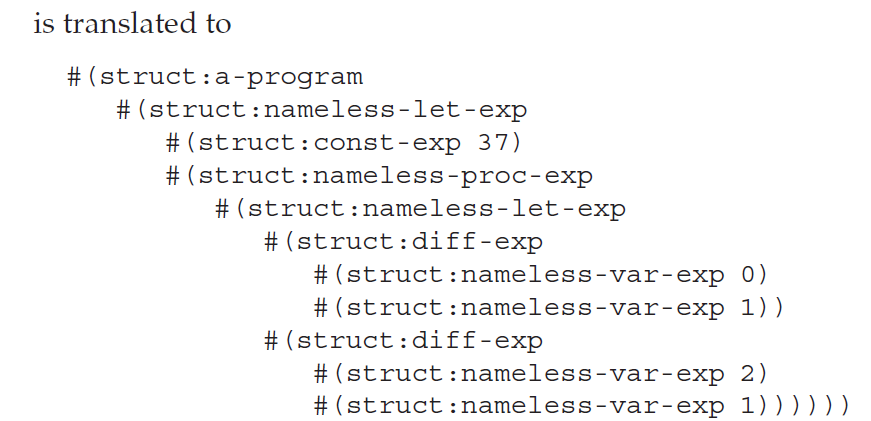 is translated to
#(struct:a-program
#(struct:nameless-let-exp
#(struct:const-exp 37)
#(struct:nameless-proc-exp
#(struct:nameless-let-exp
#(struct:diff-exp
#(struct:nameless-var-exp 0)
#(struct:nameless-var-exp 1))
#(struct:diff-exp
#(struct:nameless-var-exp 2)
#(struct:nameless-var-exp 1))))))